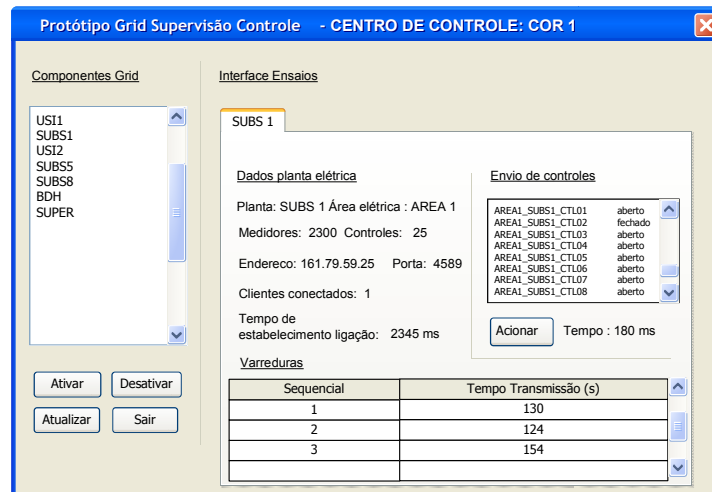 Protótipo Grid Supervisão Controle - CENTRO DE CONTROLE: COR 1
Componentes Grid
USI1
SUBS1
USI2
SUBS5
SUBS8
BDH
SUPER
Ativar Desativar
Atualizar Sair
Interface Ensaios
SUBS 1
Dados planta elétrica
Planta: SUBS 1 Área elétrica : AREA 1
Medidores: 2300 Controles: 25
Endereco: 161.79.59.25 Porta: 4589
Clientes conectados: 1
Tempo de
estabelecimento ligação: 2345 ms
Envio de controles
AREA1_SUBS1_CTL01 aberto
AREA1_SUBS1_CTL02 fechado
AREA1_SUBS1_CTL03 aberto
AREA1_SUBS1_CTL04 aberto
AREA1_SUBS1_CTL05 aberto
AREA1_SUBS1_CTL06 aberto
AREA1_SUBS1_CTL07 aberto
AREA1_SUBS1_CTL08 aberto
Acionar Tempo : 180 ms
Varreduras
Sequencial Tempo Transmissão (s)
1 130
2 124
3 154